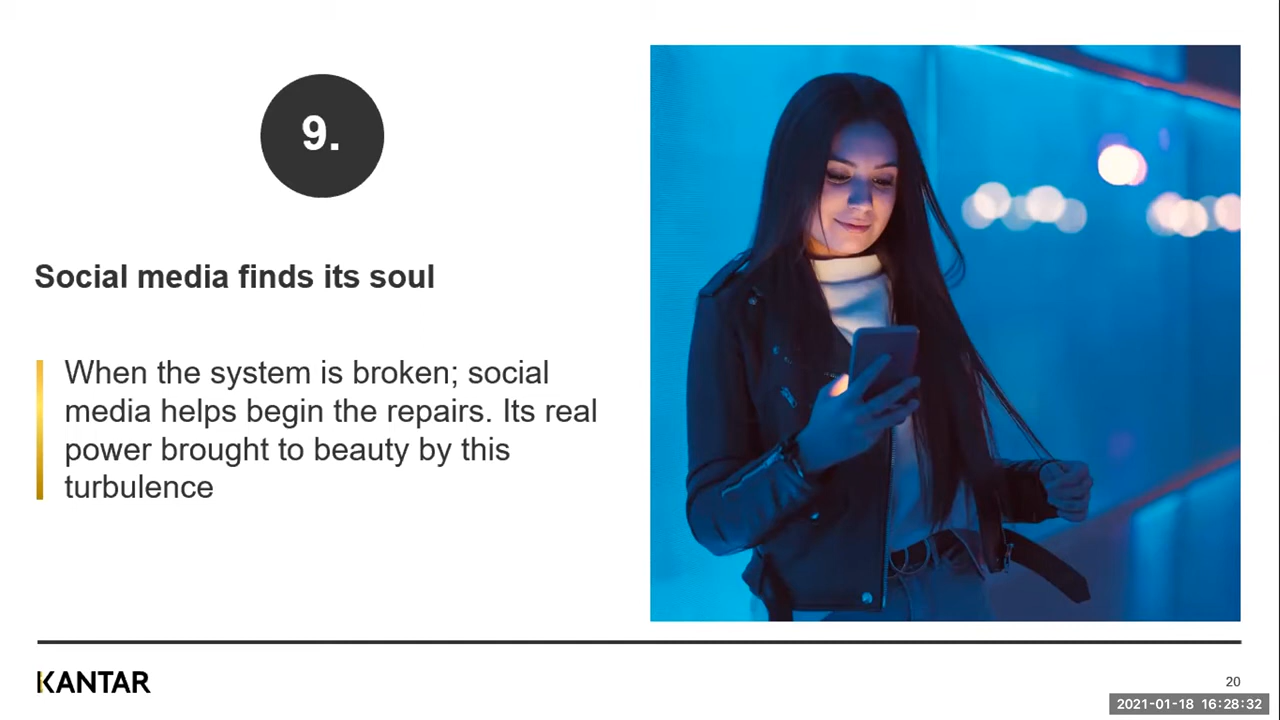 9.
Social media finds its soul
When the system is broken; social
media helps begin the repairs. Its real
power brought to beauty by this
turbulence
KANTAR
20
2021-01-18 16:28:32